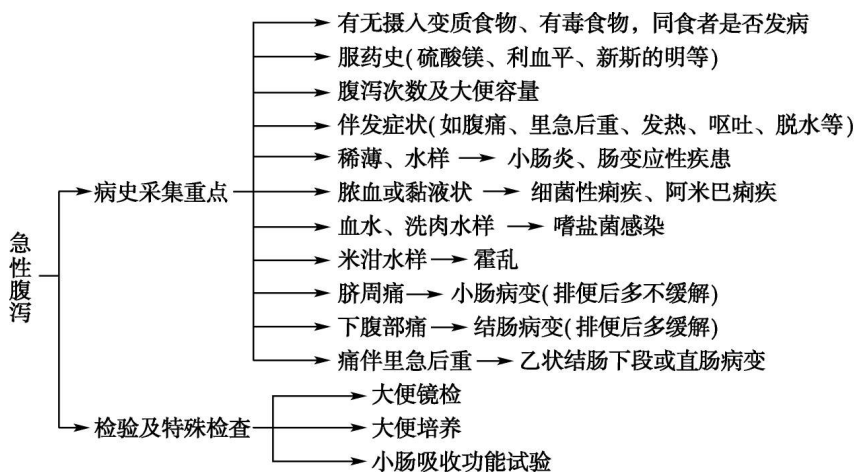 急性腹泻
病史采集重点
有无摄入变质食物、有毒食物，同食者是否发病
服药史(硫酸镁、利血平、新斯的明等)
腹泻次数及大便容量
伴发症状(如腹痛、里急后重、发热、呕吐、脱水等)
稀薄、水样→小肠炎、肠变应性疾患
脓血或黏液状→细菌性痢疾、阿米巴痢疾
血水、洗肉水样→嗜盐菌感染
米泔水样→霍乱
脐周痛→小肠病变(排便后多不缓解)
下腹部痛→结肠病变(排便后多缓解)
痛伴里急后重→乙状结肠下段或直肠病变
检验及特殊检查
大便镜检
大便培养
小肠吸收功能试验